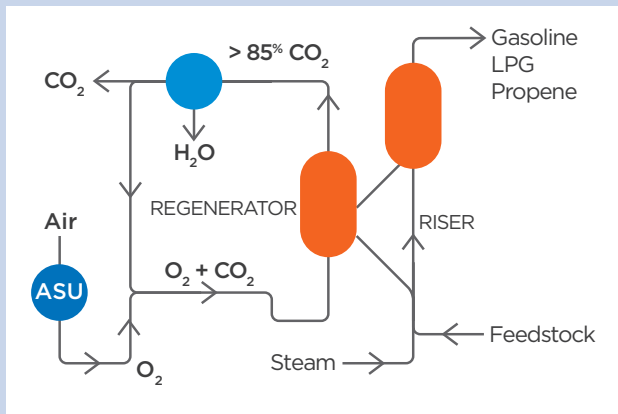 > 85% CO₂
Gasoline
LPG
Propene
CO₂
H₂O
REGENERATOR
RISER
Air
ASU
O₂ + CO₂
O₂
Steam
Feedstock